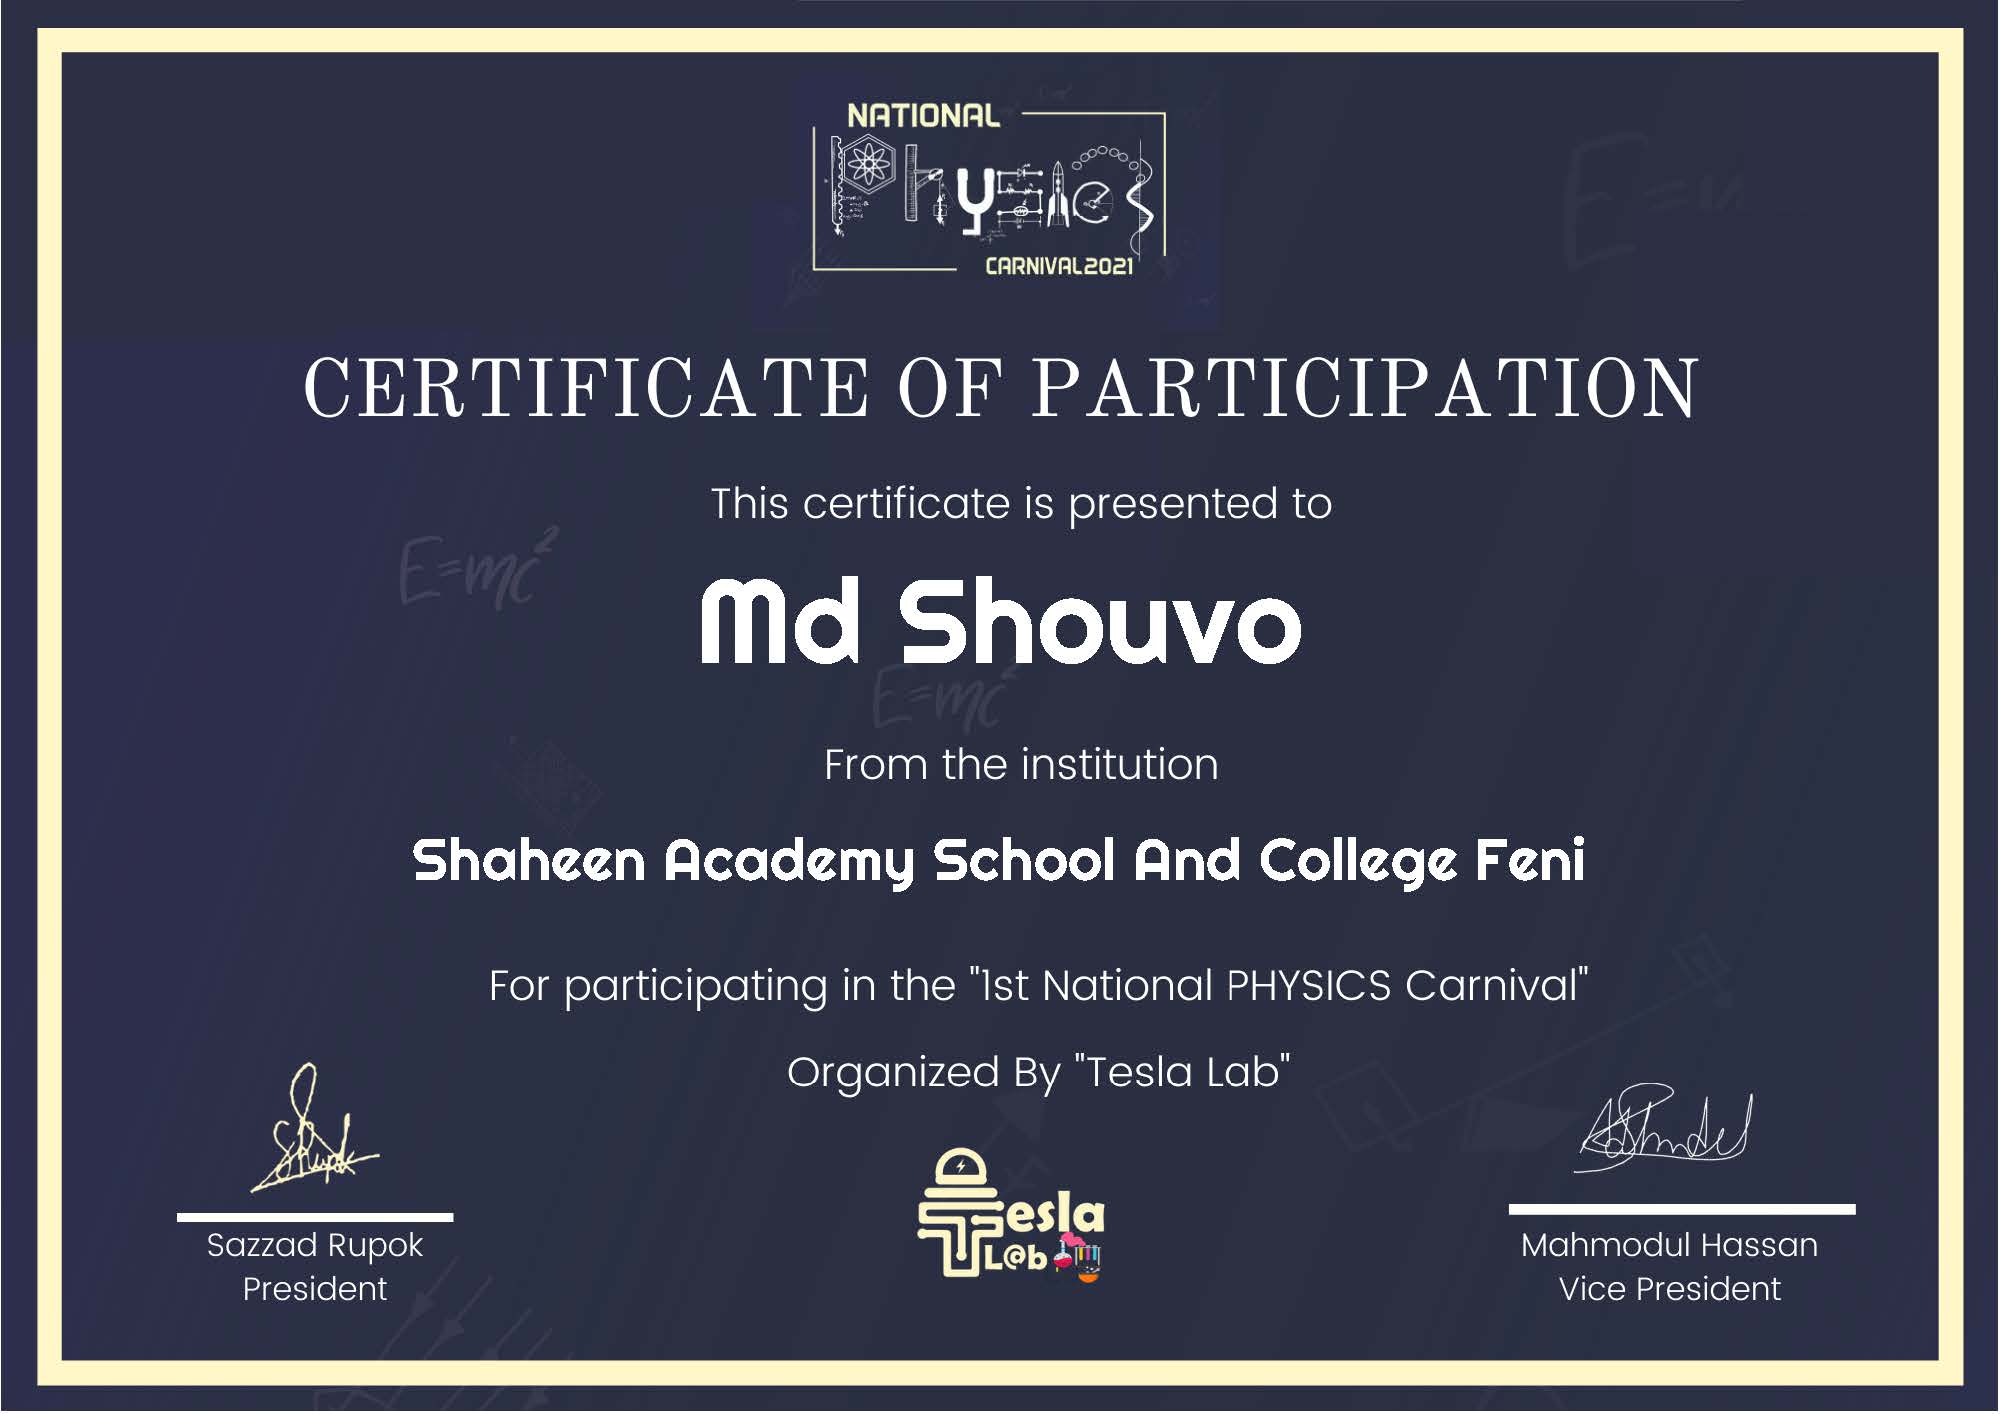 NATIONAL
Physics
CARNIVAL2021
CERTIFICATE OF PARTICIPATION
This certificate is presented to
E=mc²
Md Shouvo
E=mc²
From the institution
Shaheen Academy School And College Feni
For participating in the "1st National PHYSICS Carnival"
Organized By "Tesla Lab"
Tesla
L@b
Sazzad Rupok
President
Mahmodul Hassan
Vice President